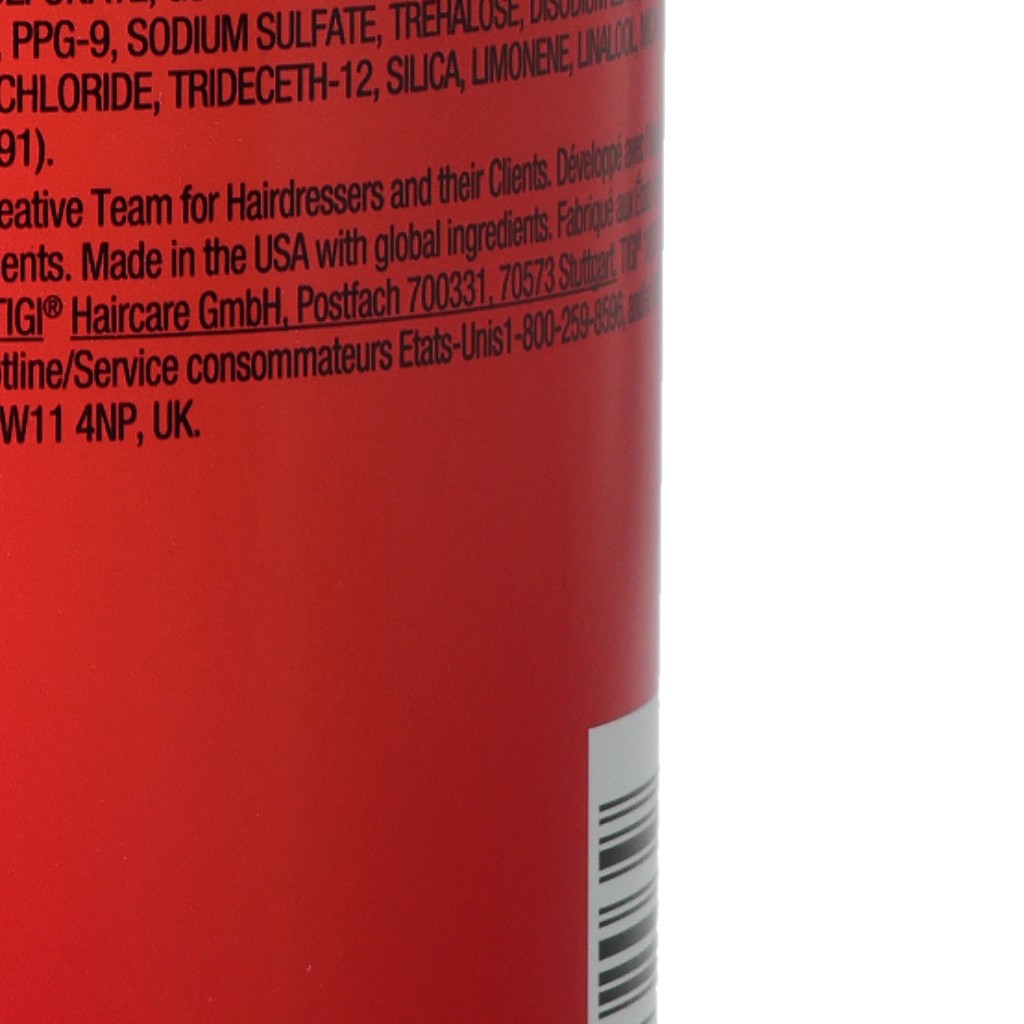 PPG-9, SODIUM SULFATE, TREHALOSE,
CHLORIDE, TRIDECETH-12, SILICA, LIMONENE, LINALOOL,
91).
eative Team for Hairdressers and their Clients. Développé avec
ents. Made in the USA with global ingredients. Fabriqué aux
TIGI® Haircare GmbH, Postfach 700331, 70573 Stuttgart, TIGI®
otline/Service consommateurs Etats-Unis1-800-259-8596,
W11 4NP, UK.